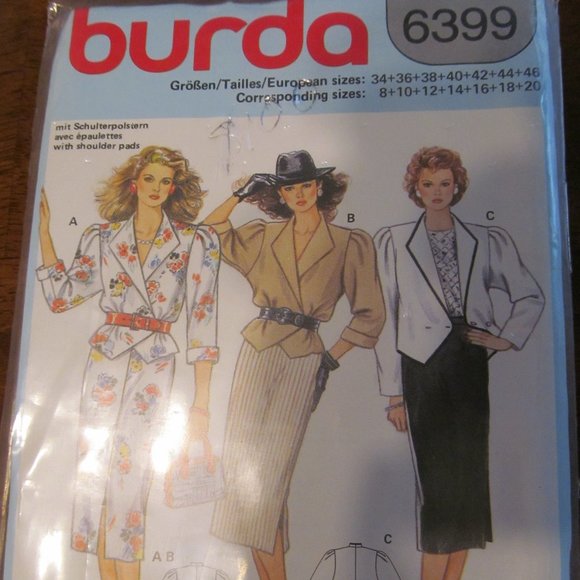 burda
6399
Größen/Tailles/European sizes: 34+36+38+40+42+44+46
Corresponding sizes: 8+10+12+14+16+18+20
mit Schulterpolstern
avec épaulettes
with shoulder pads
A
B
C
A B
C